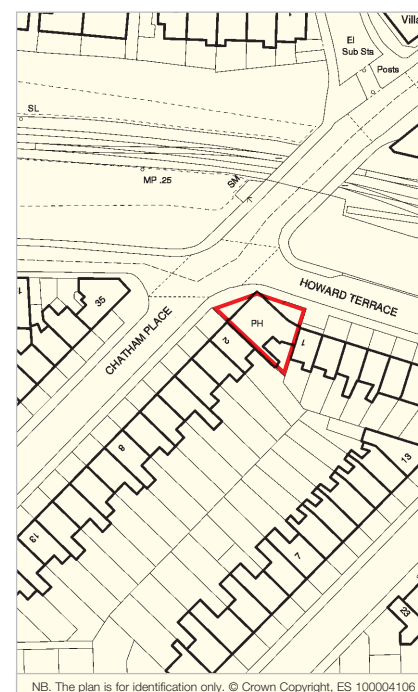 Villa
El
Sub Sta
Posts
SL
MP .25
SM
HOWARD TERRACE
CHATHAM PLACE
35
1
PH
2
1
8
13
13
7
23
NB. The plan is for identification only. © Crown Copyright, ES 100004106